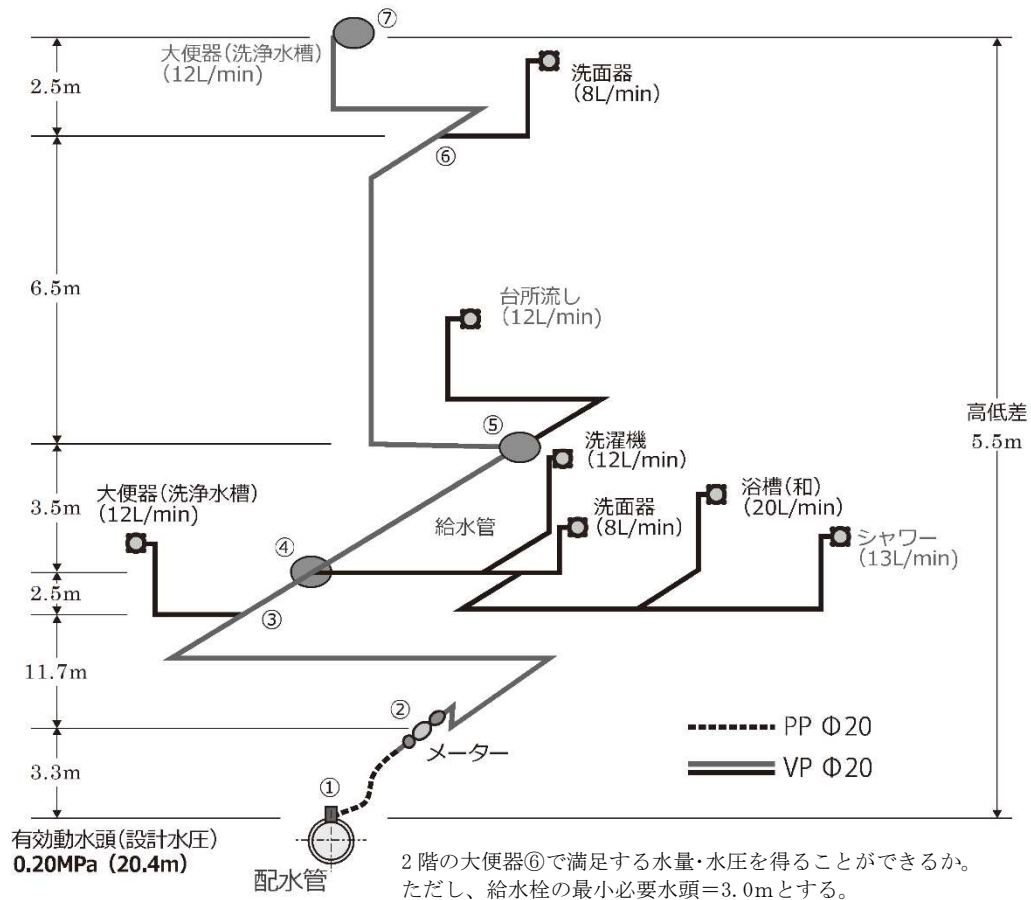 ⑦
大便器(洗浄水槽)
(12L/min)
2.5m
洗面器
(8L/min)
⑥
6.5m
台所流し
(12L/min)
高低差
5.5m
⑤
洗濯機
(12L/min)
大便器(洗浄水槽)
(12L/min)
3.5m
給水管
洗面器
(8L/min)
浴槽(和)
(20L/min)
シャワー
(13L/min)
④
2.5m
③
11.7m
②
メーター
PP Φ20
VP Φ20
3.3m
①
有効動水頭(設計水圧)
0.20MPa (20.4m)
配水管
2階の大便器⑥で満足する水量・水圧を得ることができるか。
ただし、給水栓の最小必要水頭=3.0mとする。